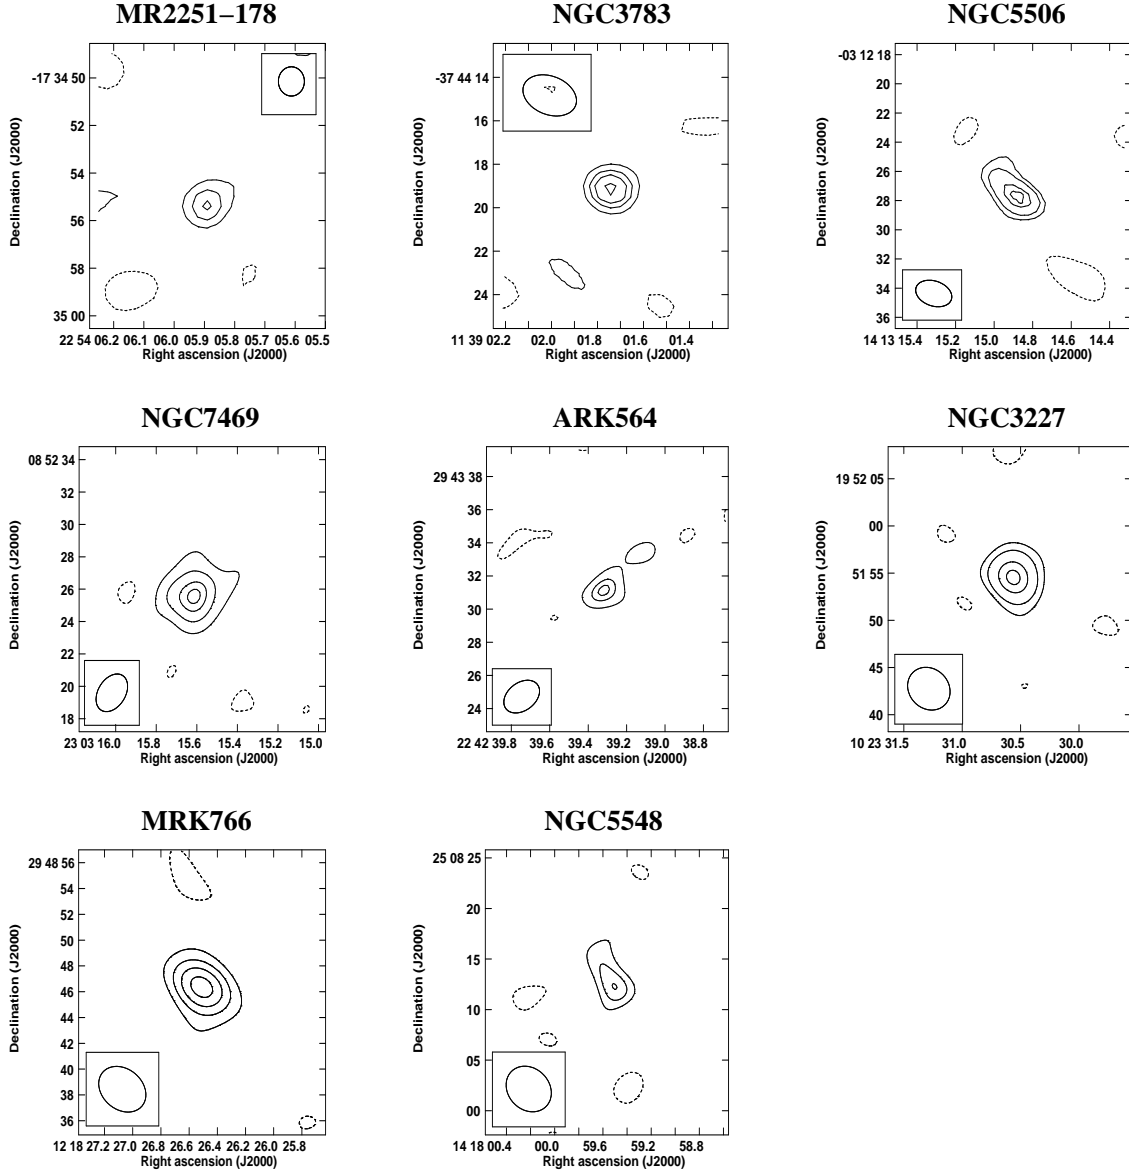 MR2251−178
NGC3783
NGC5506
Declination (J2000)
-17 34 50
52
54
56
58
35 00
22 54 06.2 06.1 06.0 05.9 05.8 05.7 05.6 05.5
Right ascension (J2000)
Declination (J2000)
-37 44 14
16
18
20
22
24
11 39 02.2 02.0 01.8 01.6 01.4
Right ascension (J2000)
Declination (J2000)
-03 12 18
20
22
24
26
28
30
32
34
36
14 13 15.4 15.2 15.0 14.8 14.6 14.4
Right ascension (J2000)
NGC7469
ARK564
NGC3227
Declination (J2000)
08 52 34
32
30
28
26
24
22
20
18
23 03 16.0 15.8 15.6 15.4 15.2 15.0
Right ascension (J2000)
Declination (J2000)
29 43 38
36
34
32
30
28
26
24
22 42 39.8 39.6 39.4 39.2 39.0 38.8
Right ascension (J2000)
Declination (J2000)
19 52 05
00
51 55
50
45
40
10 23 31.5 31.0 30.5 30.0
Right ascension (J2000)
MRK766
NGC5548
Declination (J2000)
29 48 56
54
52
50
48
46
44
42
40
38
36
12 18 27.2 27.0 26.8 26.6 26.4 26.2 26.0 25.8
Right ascension (J2000)
Declination (J2000)
25 08 25
20
15
10
05
00
14 18 00.4 00.0 59.6 59.2 58.8
Right ascension (J2000)